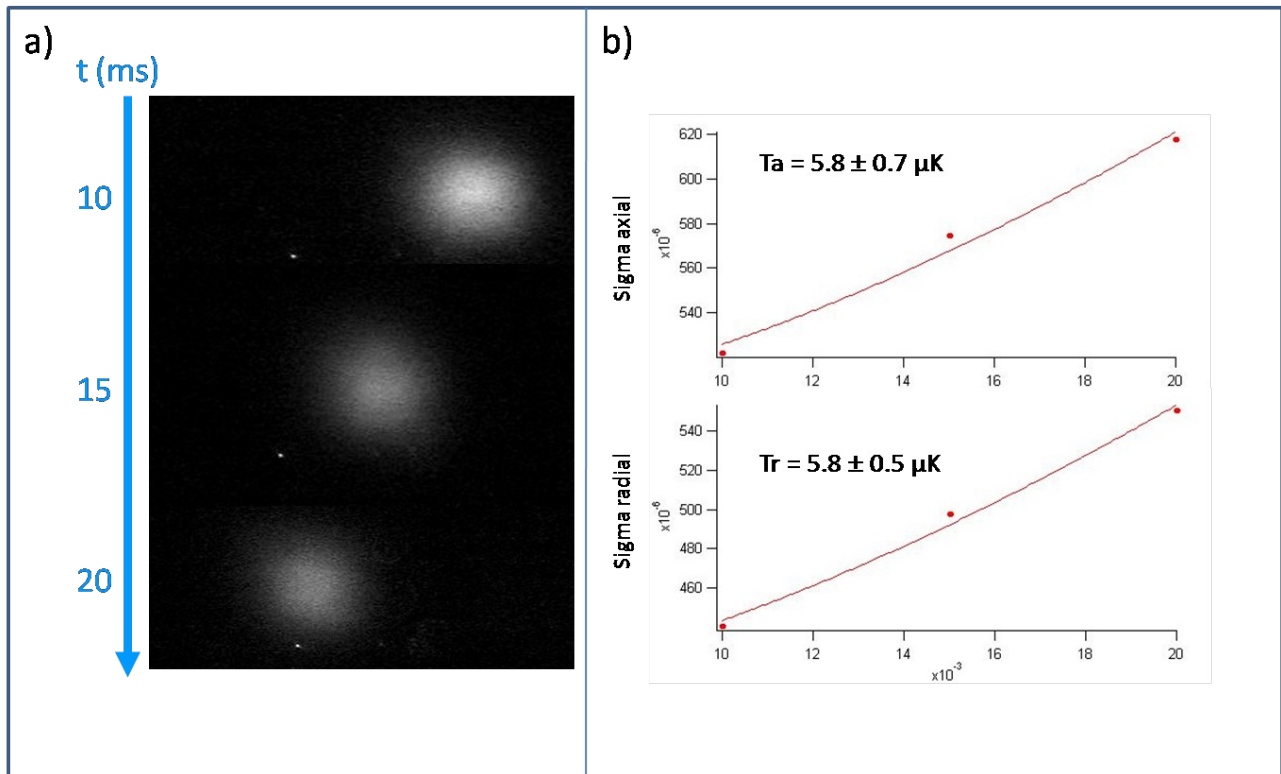 a)
t (ms)
10
15
20
b)
Sigma axial
x10⁻⁶
620
600
580
560
540
Ta = 5.8 ± 0.7 µK
10 12 14 16 18 20
Sigma radial
x10⁻⁶
540
520
500
480
460
Tr = 5.8 ± 0.5 µK
10 12 14 16 18 20
x10⁻³